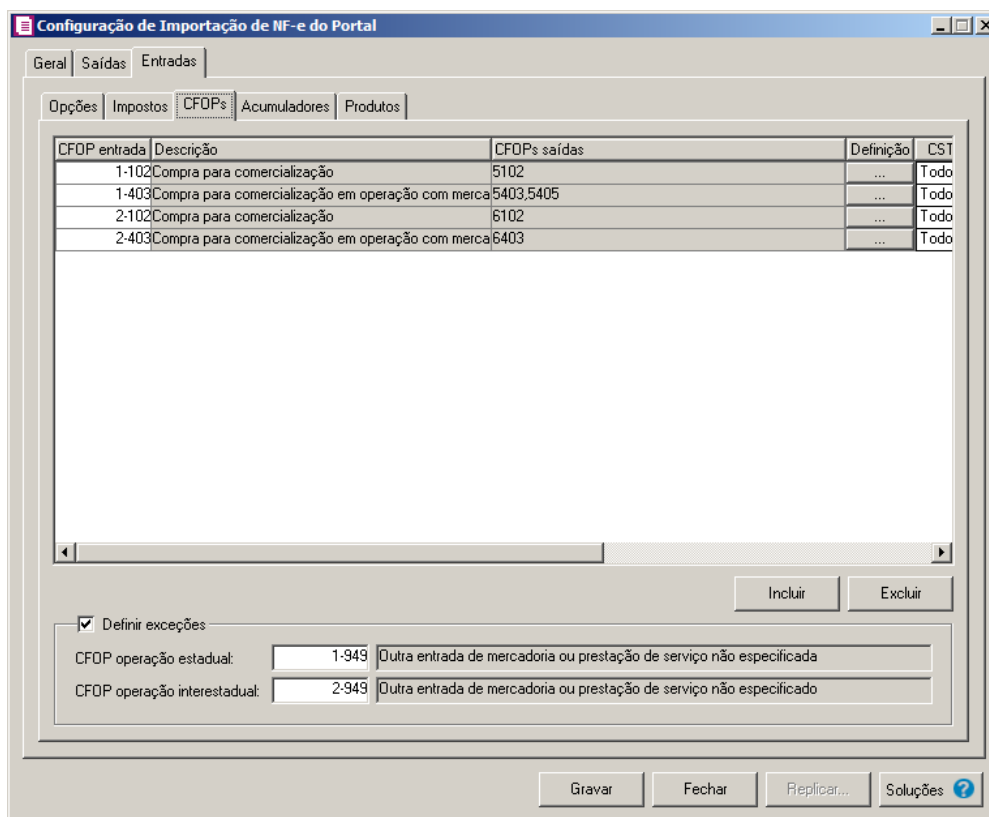 Configuração de Importação de NF-e do Portal
Geral Saídas Entradas
Opções Impostos CFOPs Acumuladores Produtos
CFOP entrada Descrição CFOPs saídas Definição CST
1-102 Compra para comercialização 5102 ... Todo
1-403 Compra para comercialização em operação com merca 5403,5405 ... Todo
2-102 Compra para comercialização 6102 ... Todo
2-403 Compra para comercialização em operação com merca 6403 ... Todo
Incluir Excluir
Definir exceções
CFOP operação estadual: 1-949 Outra entrada de mercadoria ou prestação de serviço não especificada
CFOP operação interestadual: 2-949 Outra entrada de mercadoria ou prestação de serviço não especificado
Gravar Fechar Replicar... Soluções ?